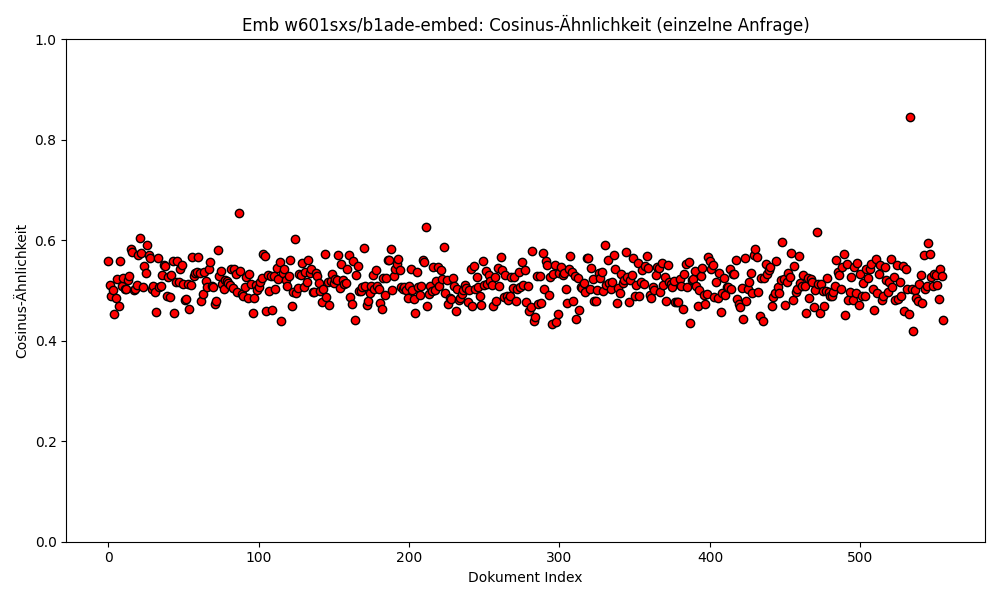 Emb w601sxs/b1ade-embed: Cosinus-Ähnlichkeit (einzelne Anfrage)
1.0
0.8
0.6
0.4
0.2
0.0
Cosinus-Ähnlichkeit
0 100 200 300 400 500
Dokument Index